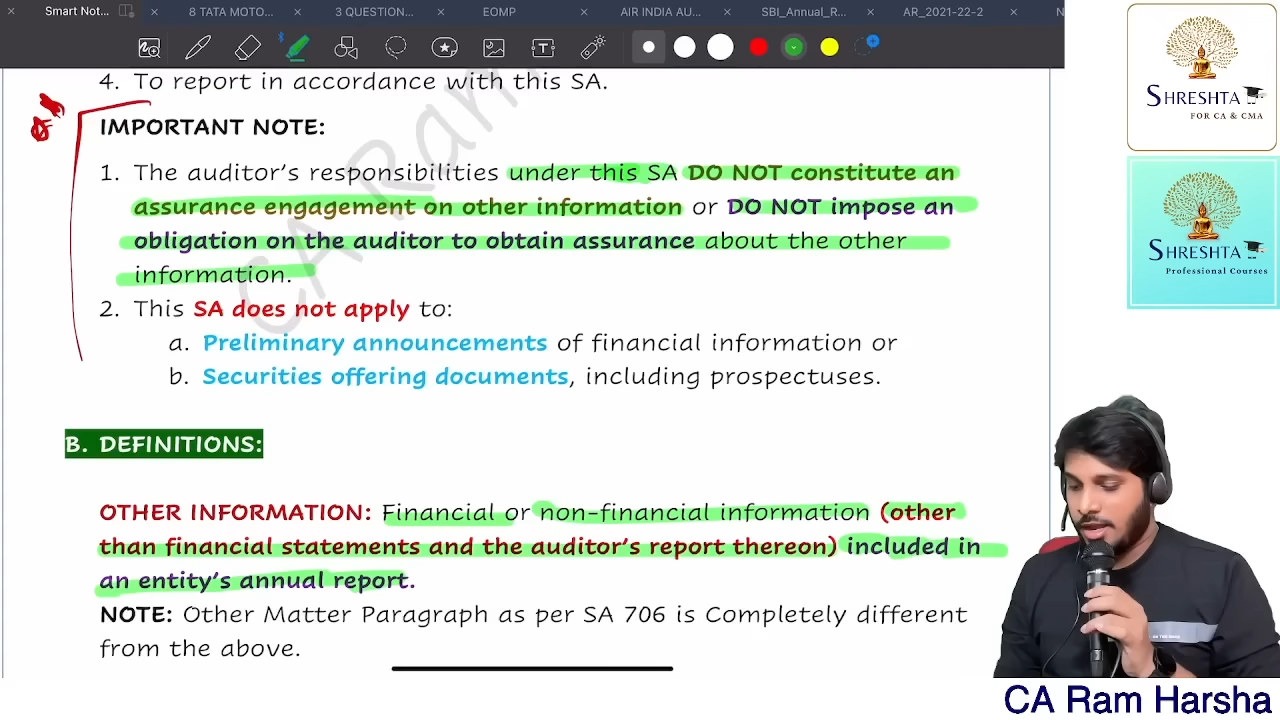 Smart Not... 8 TATA MOTO... 3 QUESTION... EOMP AIR INDIA AU... SBI_Annual_R... AR_2021-22-2 N
4. To report in accordance with this SA.
IMPORTANT NOTE:
1. The auditor's responsibilities under this SA DO NOT constitute an
assurance engagement on other information or DO NOT impose an
obligation on the auditor to obtain assurance about the other
information.
2. This SA does not apply to:
a. Preliminary announcements of financial information or
b. Securities offering documents, including prospectuses.
B. DEFINITIONS:
OTHER INFORMATION: Financial or non-financial information (other
than financial statements and the auditor's report thereon) included in
an entity's annual report.
NOTE: Other Matter Paragraph as per SA 706 is Completely different
from the above.
CA Ram
SHRESHTA
FOR CA & CMA
SHRESHTA
Professional Courses
CA Ram Harsha